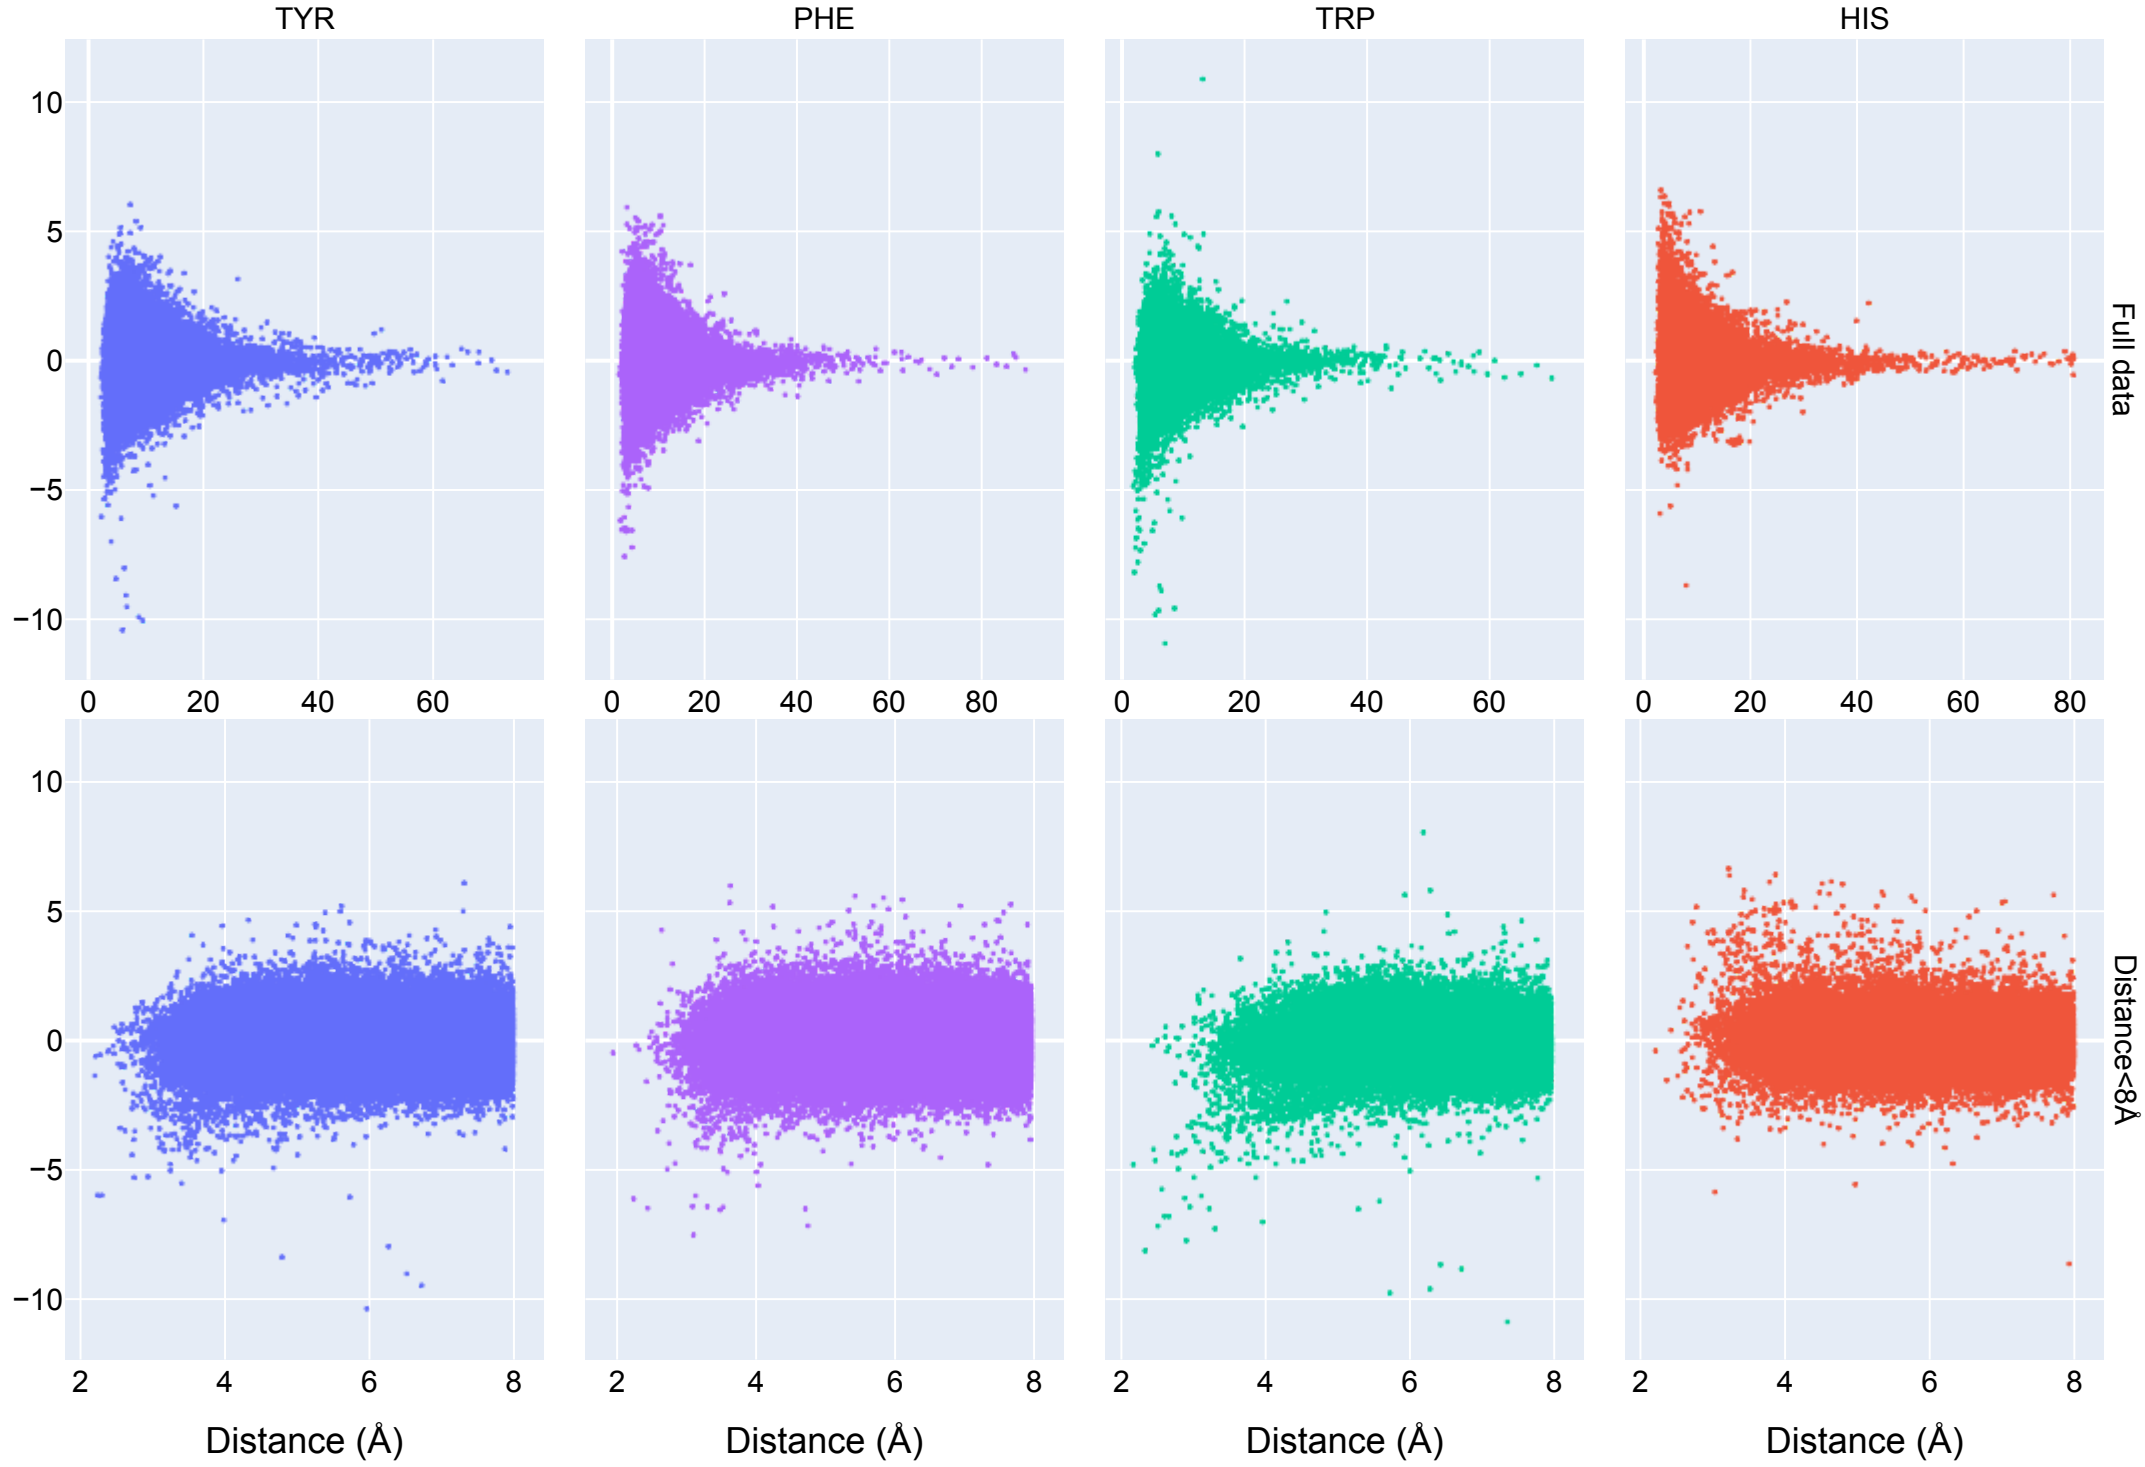 TYR PHE TRP HIS
10
5
0
−5
−10
Full data
0 20 40 60 0 20 40 60 80 0 20 40 60 0 20 40 60 80
10
5
0
−5
−10
Distance<8Å
2 4 6 8 2 4 6 8 2 4 6 8 2 4 6 8
Distance (Å) Distance (Å) Distance (Å) Distance (Å)